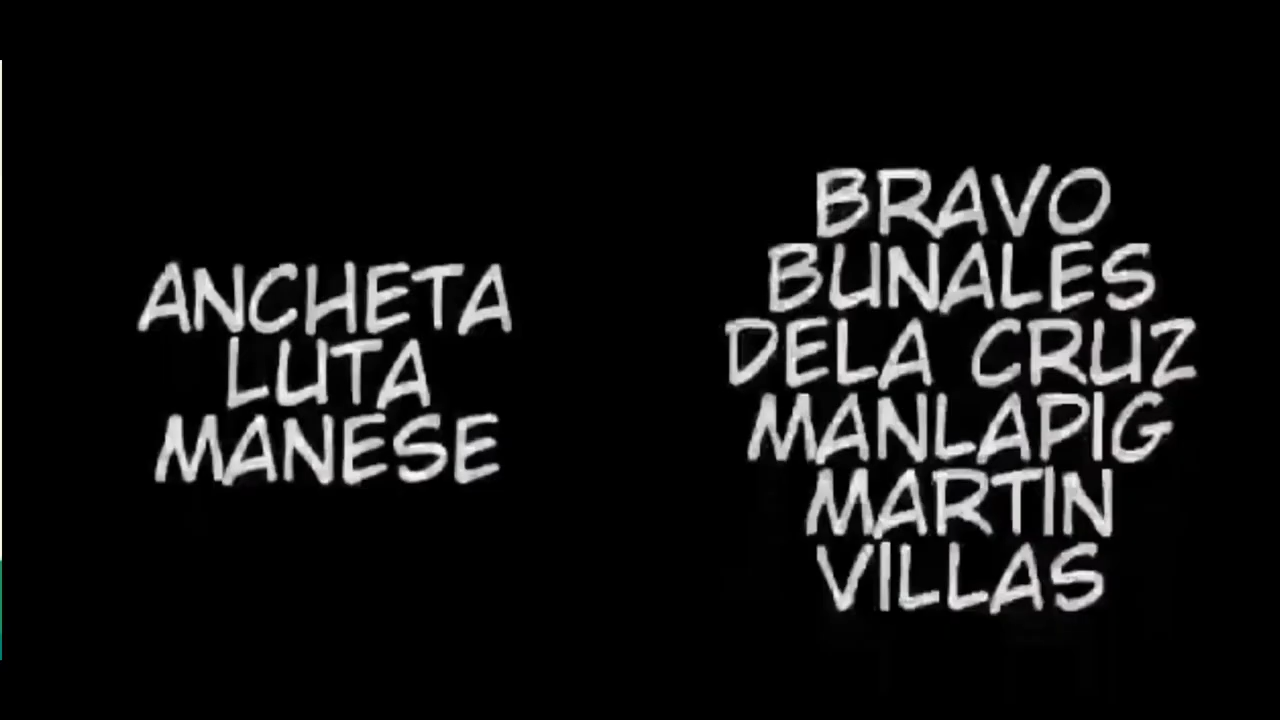 ANCHETA
LUTA
MANESE
BRAVO
BUNALES
DELA CRUZ
MANLAPIG
MARTIN
VILLAS